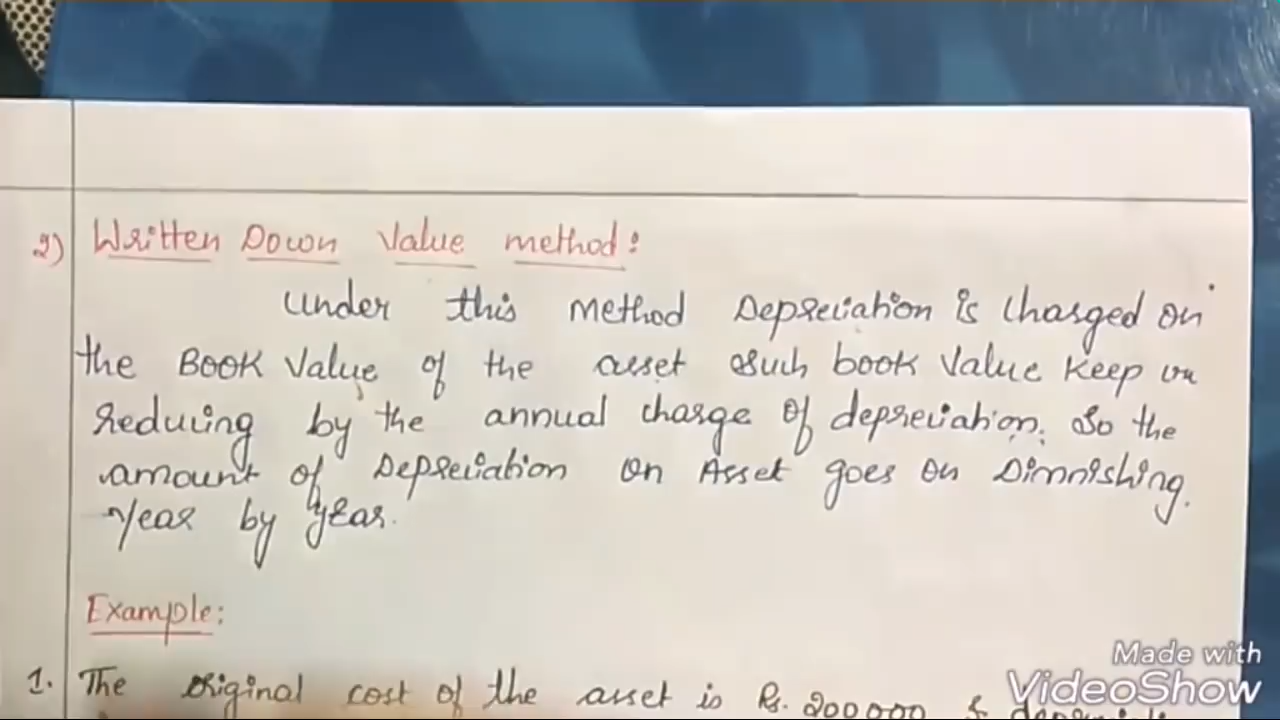 2) Written Down Value method:
Under this method Depreciation is charged on
the Book Value of the asset such book value keep on
reducing by the annual charge of depreciation. So the
amount of Depreciation on Asset goes on Diminishing.
Year by year.
Example:
1. The original cost of the asset is Rs. 200000 &
Made with
VideoShow